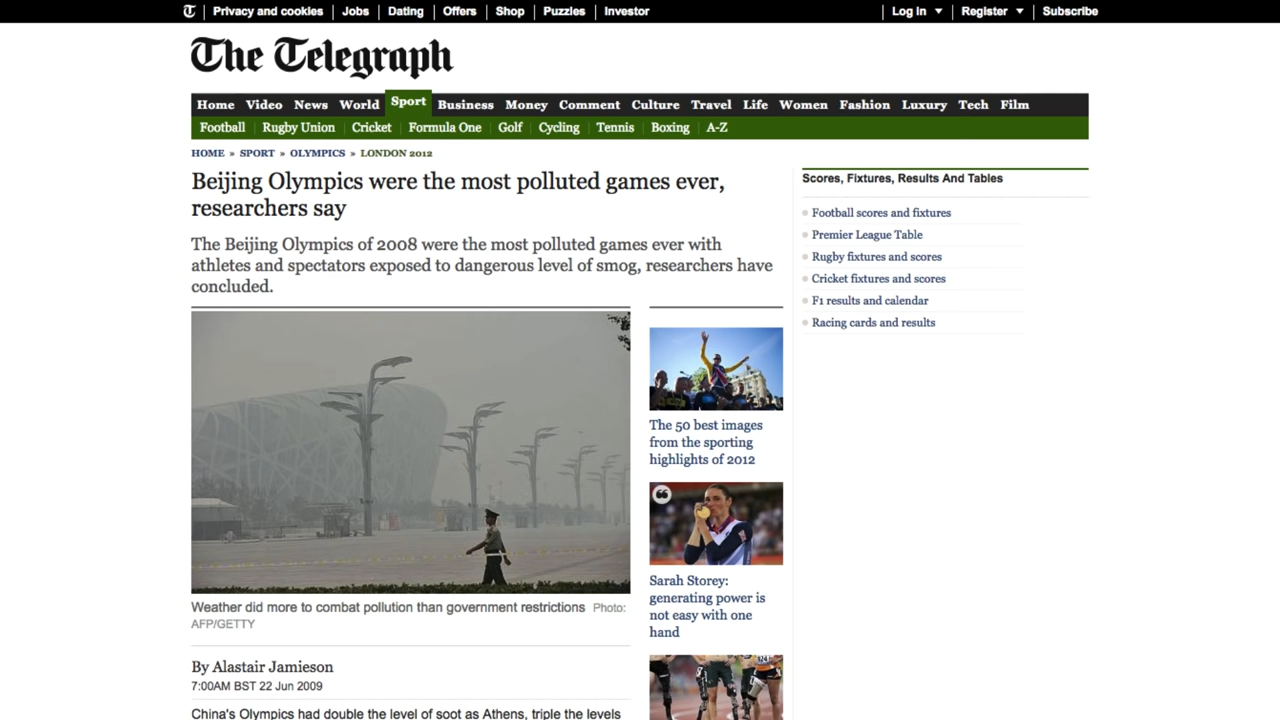 Privacy and cookies Jobs Dating Offers Shop Puzzles Investor Log in Register Subscribe
The Telegraph
Home Video News World Sport Business Money Comment Culture Travel Life Women Fashion Luxury Tech Film
Football Rugby Union Cricket Formula One Golf Cycling Tennis Boxing A-Z
HOME » SPORT » OLYMPICS » LONDON 2012
Beijing Olympics were the most polluted games ever,
researchers say
The Beijing Olympics of 2008 were the most polluted games ever with
athletes and spectators exposed to dangerous level of smog, researchers have
concluded.
Weather did more to combat pollution than government restrictions Photo:
AFP/GETTY
By Alastair Jamieson
7:00AM BST 22 Jun 2009
China's Olympics had double the level of soot as Athens, triple the levels
The 50 best images
from the sporting
highlights of 2012
Sarah Storey:
generating power is
not easy with one
hand
Scores, Fixtures, Results And Tables
Football scores and fixtures
Premier League Table
Rugby fixtures and scores
Cricket fixtures and scores
F1 results and calendar
Racing cards and results